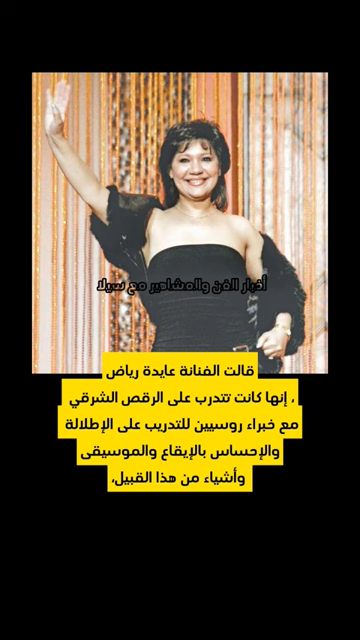 أخبار الفن والمشاهير مع سيلا
قالت الفنانة عايدة رياض
، إنها كانت تتدرب على الرقص الشرقي
مع خبراء روسيين للتدريب على الإطلالة
والإحساس بالإيقاع والموسيقى
وأشياء من هذا القبيل،